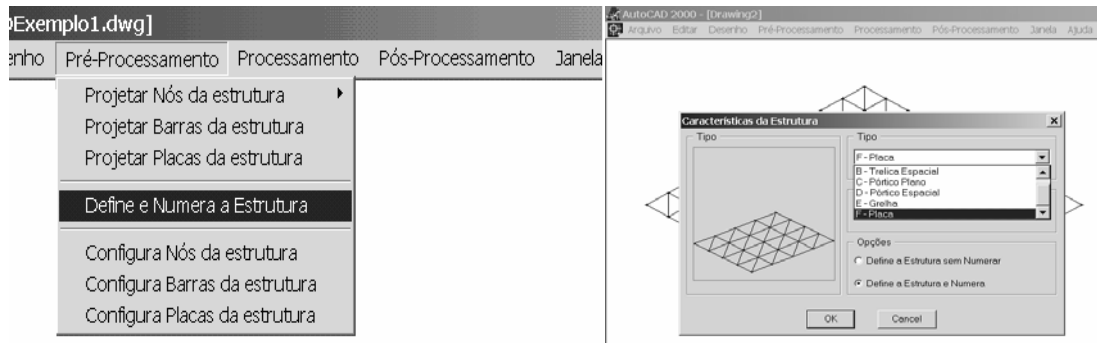 Exemplo1.dwg]
Pré-Processamento Processamento Pós-Processamento Janela
Projetar Nós da estrutura
Projetar Barras da estrutura
Projetar Placas da estrutura
Define e Numera a Estrutura
Configura Nós da estrutura
Configura Barras da estrutura
Configura Placas da estrutura
AutoCAD 2000 - [Drawing2]
Arquivo Editar Desenho Pré-Processamento Processamento Pós-Processamento Janela Ajuda
Características da Estrutura
Tipo
Tipo
F - Placa
B - Trelica Espacial
C - Pórtico Plano
D - Pórtico Espacial
E - Grelha
F - Placa
Opções
Define a Estrutura sem Numerar
Define a Estrutura e Numera
OK Cancel